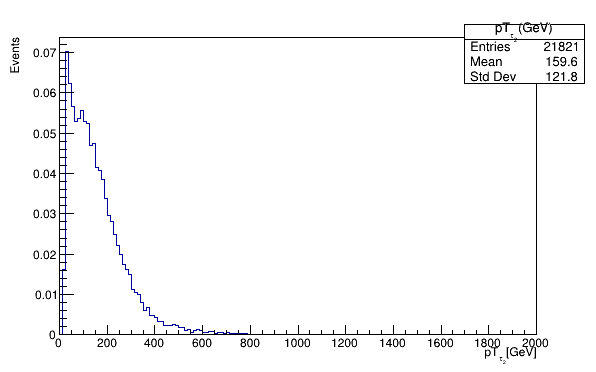 pTτ2(GeV)
Entries 21821
Mean 159.6
Std Dev 121.8
Events
0.07
0.06
0.05
0.04
0.03
0.02
0.01
0
0 200 400 600 800 1000 1200 1400 1600 1800 2000
pTτ2[GeV]